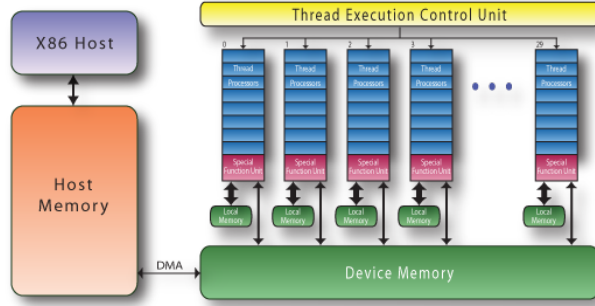 Thread Execution Control Unit
X86 Host
0
1
2
3
29
Thread
Processors
Thread
Processors
Thread
Processors
Thread
Processors
Thread
Processors
Special
Function Unit
Special
Function Unit
Special
Function Unit
Special
Function Unit
Special
Function Unit
Host
Memory
Local
Memory
Local
Memory
Local
Memory
Local
Memory
Local
Memory
DMA
Device Memory